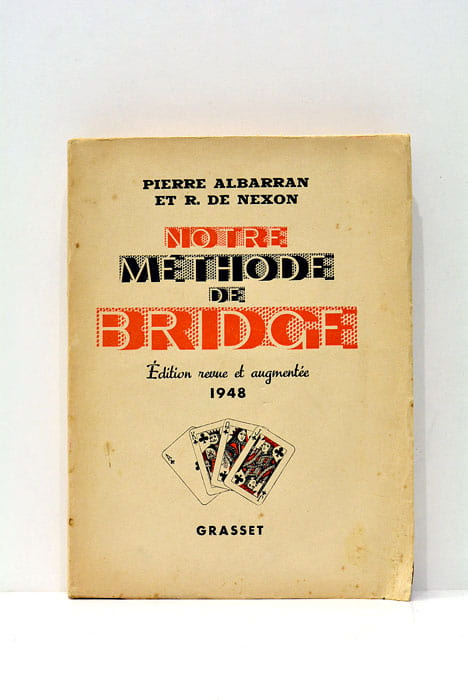 PIERRE ALBARRAN
ET R. DE NEXON
NOTRE
MÉTHODE
DE
BRIDGE
Édition revue et augmentée
1948
GRASSET